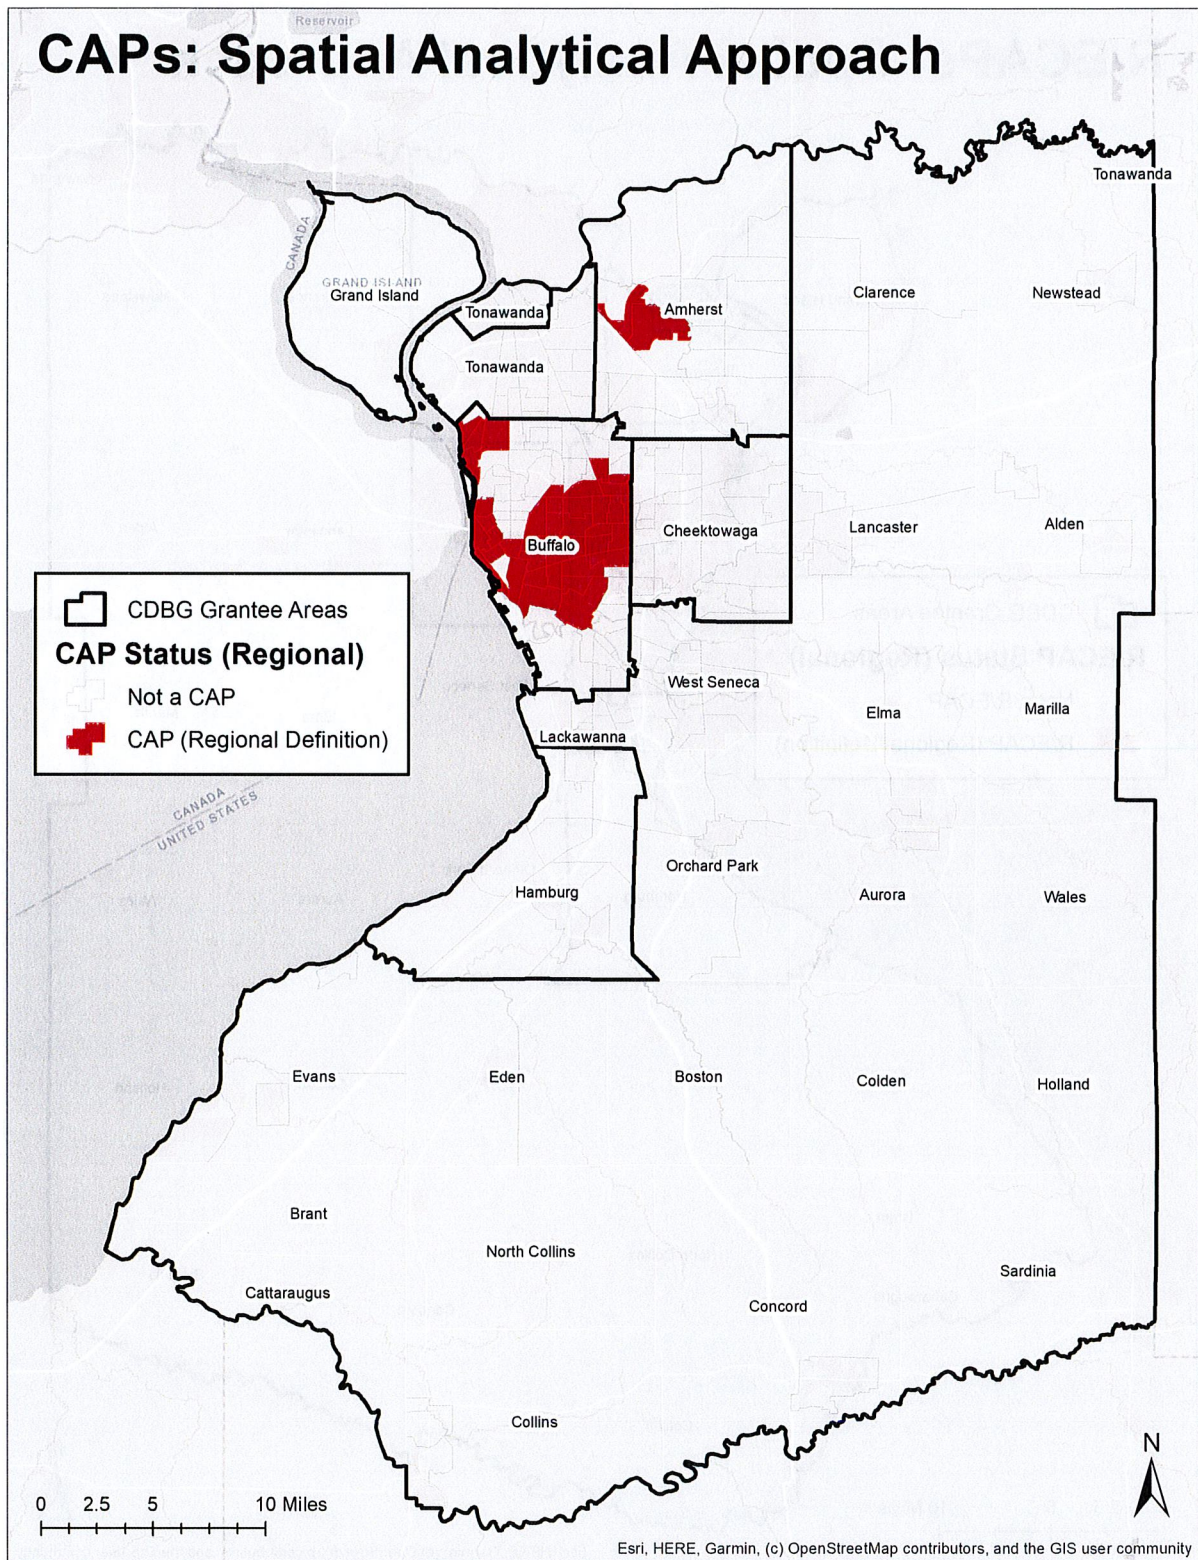 Reservoir
CAPs: Spatial Analytical Approach
Tonawanda
CANADA
GRAND ISLAND
Grand Island
Clarence
Newstead
Tonawanda
Amherst
Tonawanda
Buffalo
Cheektowaga
Lancaster
Alden
CDBG Grantee Areas
CAP Status (Regional)
Not a CAP
CAP (Regional Definition)
West Seneca
Elma
Marilla
Lackawanna
CANADA
UNITED STATES
Orchard Park
Hamburg
Aurora
Wales
Evans
Eden
Boston
Colden
Holland
Brant
North Collins
Sardinia
Cattaraugus
Concord
Collins
N
0 2.5 5 10 Miles
Esri, HERE, Garmin, (c) OpenStreetMap contributors, and the GIS user community